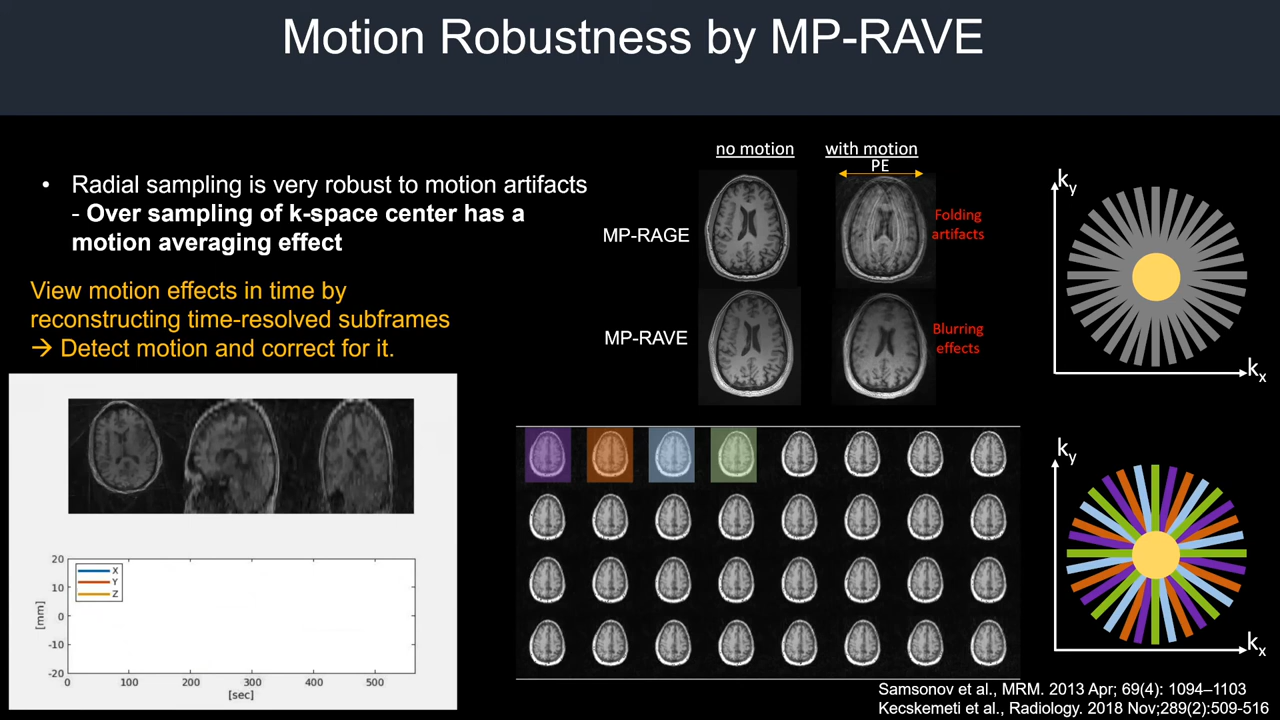 Motion Robustness by MP-RAVE
• Radial sampling is very robust to motion artifacts
- Over sampling of k-space center has a
motion averaging effect
View motion effects in time by
reconstructing time-resolved subframes
→ Detect motion and correct for it.
no motion
with motion
PE
MP-RAGE
Folding
artifacts
MP-RAVE
Blurring
effects
ky
kx
ky
kx
X
Y
Z
20
10
0
-10
-20
[mm]
0 100 200 300 400 500
[sec]
Samsonov et al., MRM. 2013 Apr; 69(4): 1094–1103
Kecskemeti et al., Radiology. 2018 Nov;289(2):509-516